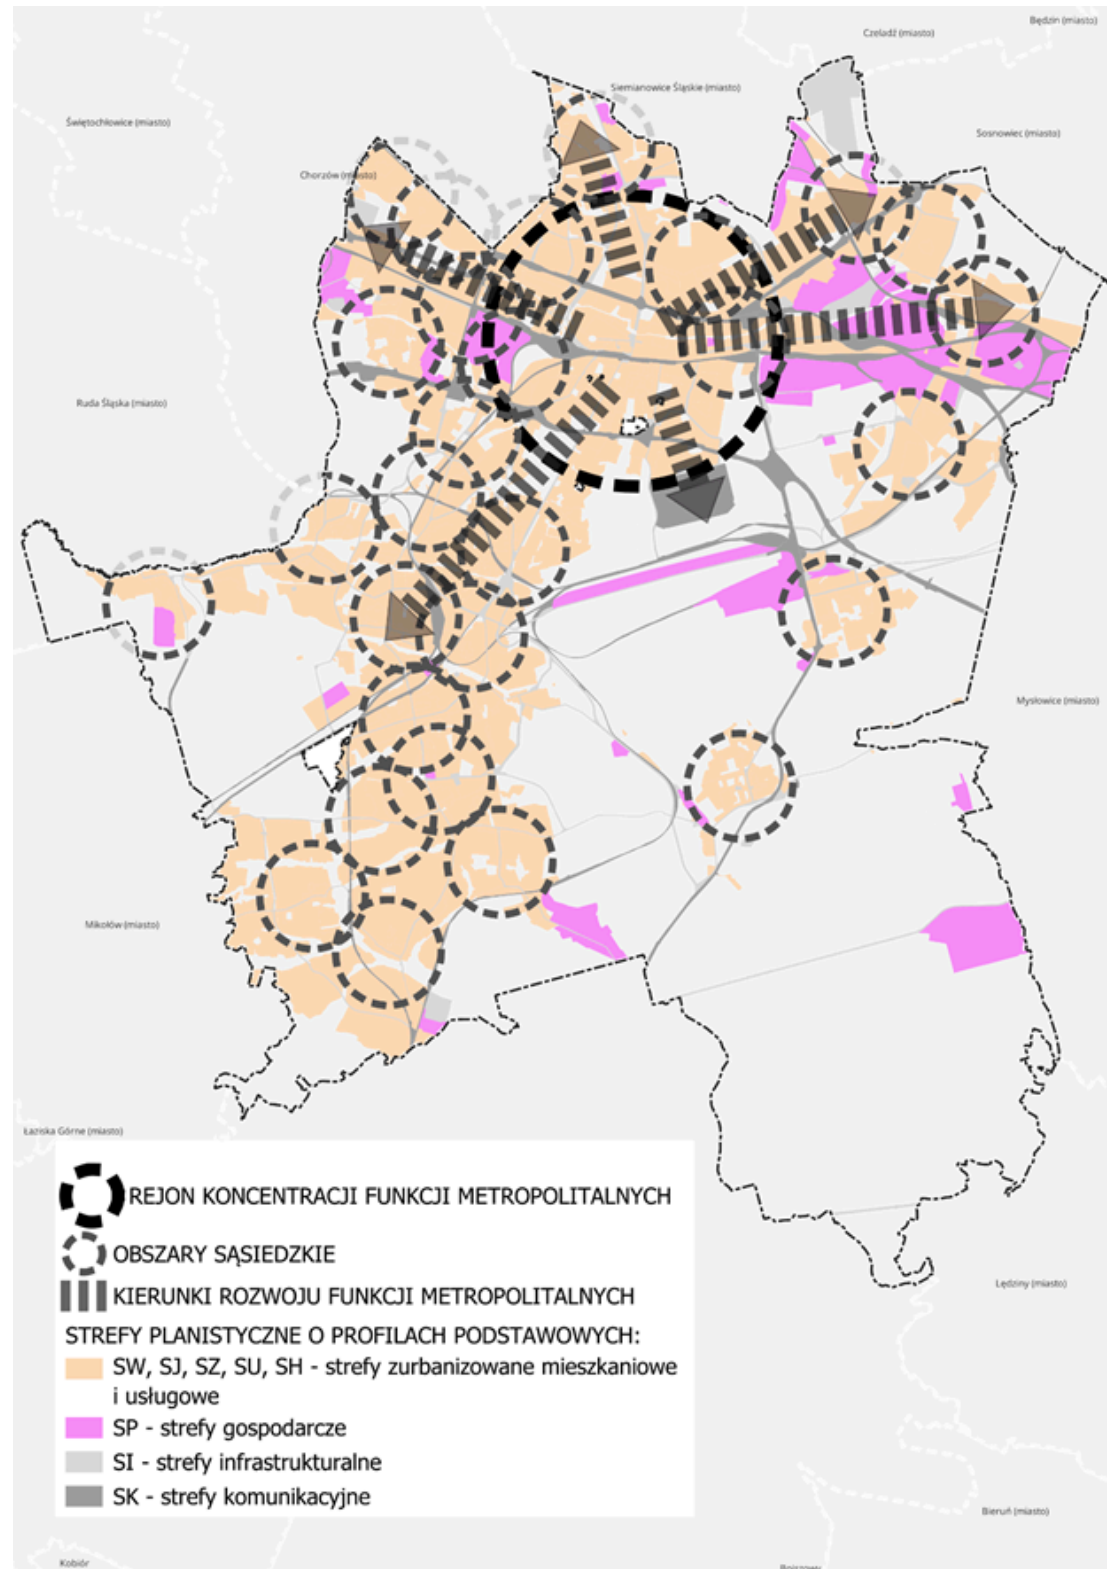 Będzin (miasto)
Czeladź (miasto)
Siemianowice Śląskie (miasto)
Świętochłowice (miasto)
Sosnowiec (miasto)
Chorzów (miasto)
Ruda Śląska (miasto)
Mysłowice (miasto)
Mikołów (miasto)
Łaziska Górne (miasto)
REJON KONCENTRACJI FUNKCJI METROPOLITALNYCH
OBSZARY SĄSIEDZKIE
KIERUNKI ROZWOJU FUNKCJI METROPOLITALNYCH
STREFY PLANISTYCZNE O PROFILACH PODSTAWOWYCH:
SW, SJ, SZ, SU, SH - strefy zurbanizowane mieszkaniowe
i usługowe
SP - strefy gospodarcze
SI - strefy infrastrukturalne
SK - strefy komunikacyjne
Lędziny (miasto)
Bieruń (miasto)
Kobiór